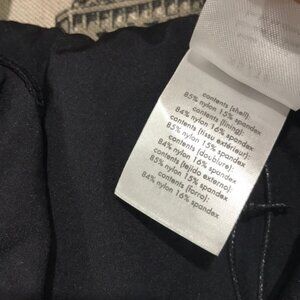 contents (shell):
85% nylon 15% spandex
contents (lining):
84% nylon 16% spandex
contents (tissu extérieur):
85% nylon 15% spandex
contents (doublure):
84% nylon 16% spandex
contents (tejido externo):
85% nylon 15% spandex
contents (forro):
84% nylon 16% spandex